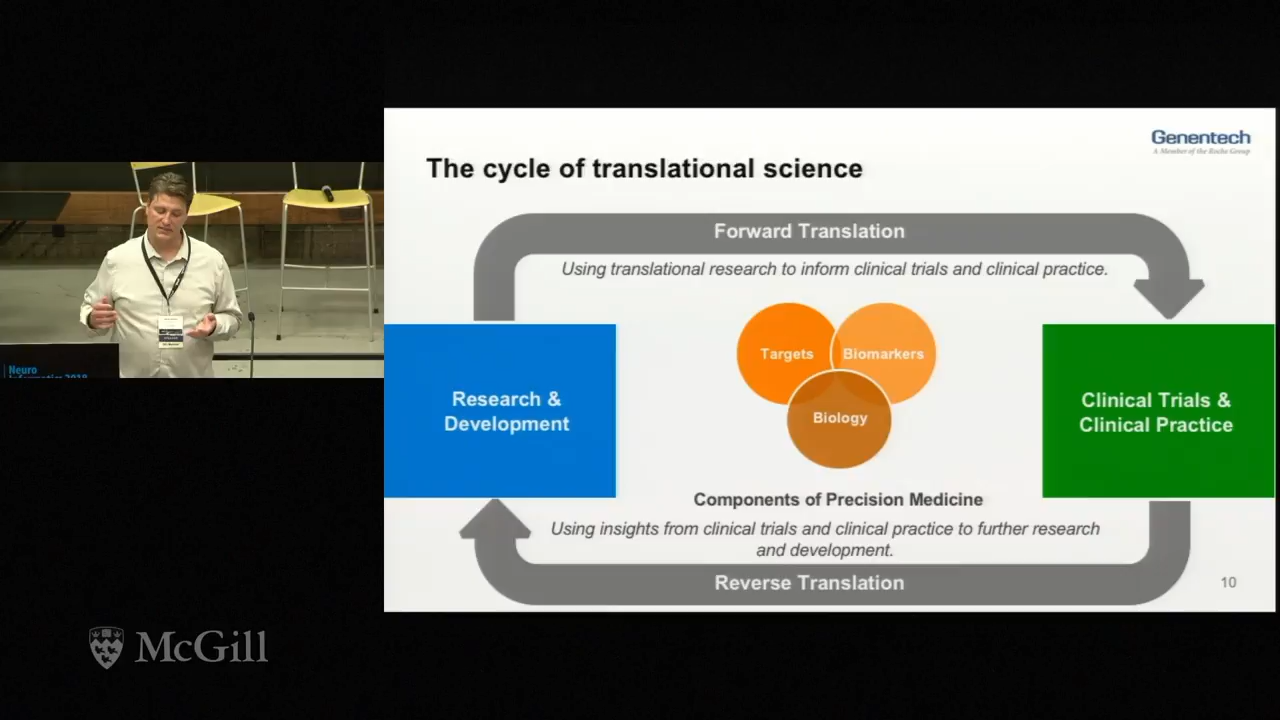 Genentech
A Member of the Roche Group
The cycle of translational science
Forward Translation
Using translational research to inform clinical trials and clinical practice.
Targets
Biomarkers
Biology
Research &
Development
Clinical Trials &
Clinical Practice
Components of Precision Medicine
Using insights from clinical trials and clinical practice to further research
and development.
Reverse Translation
10
Neuro
Informatics 2018
McGill